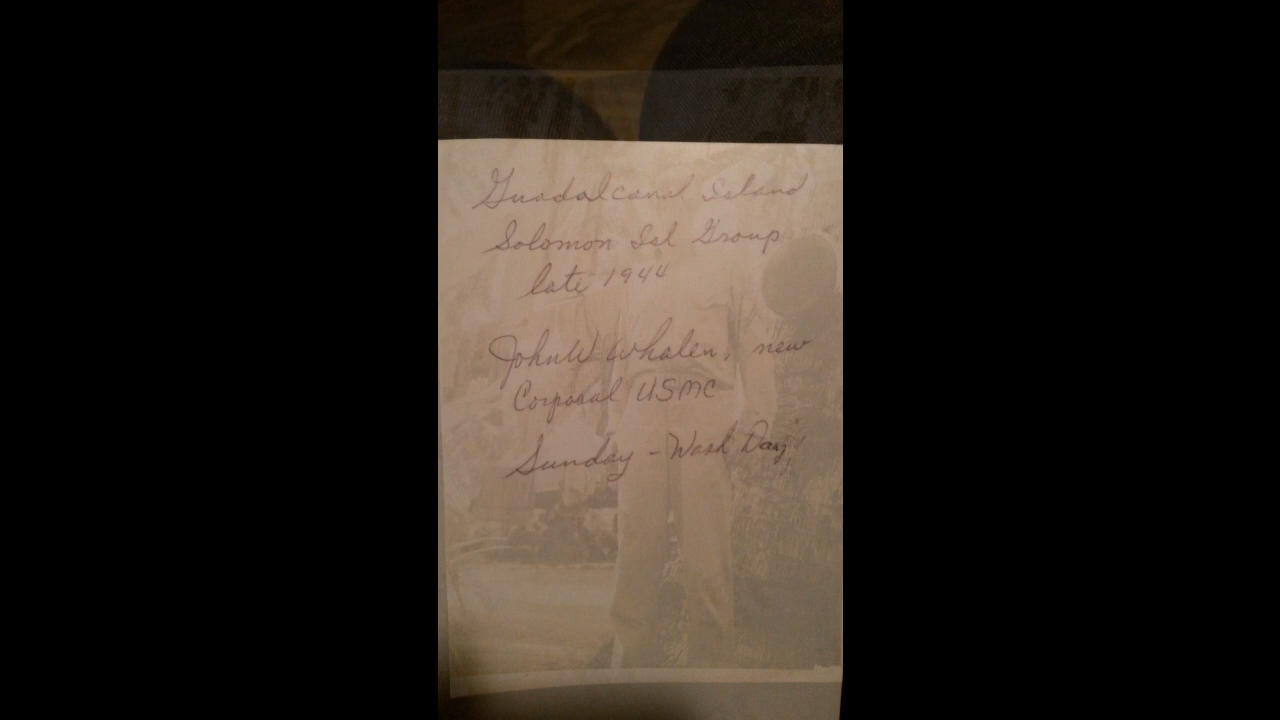 Guadalcanal Island
Solomon Isl Group
late 1944
John W Whalen, new
Corporal USMC
Sunday - Wash Day